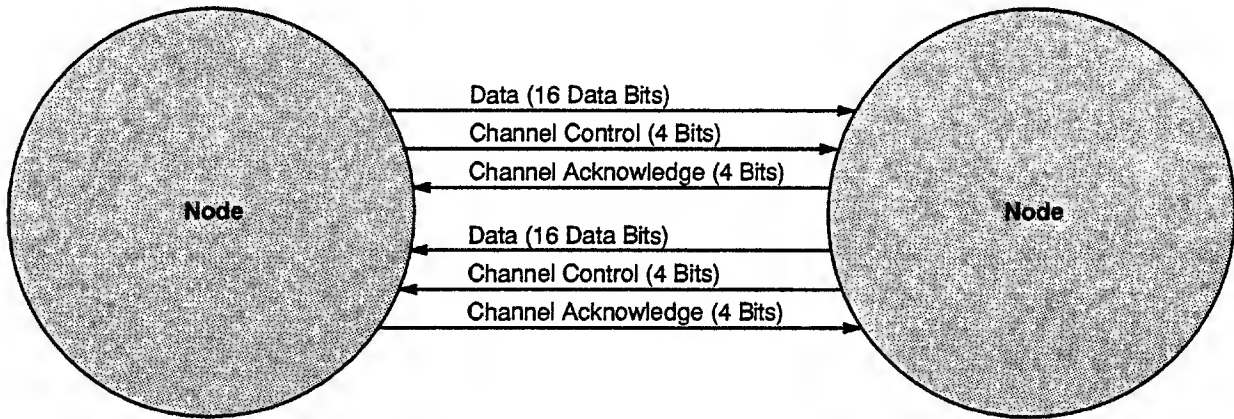 Data (16 Data Bits)
Channel Control (4 Bits)
Channel Acknowledge (4 Bits)
Node
Node
Data (16 Data Bits)
Channel Control (4 Bits)
Channel Acknowledge (4 Bits)